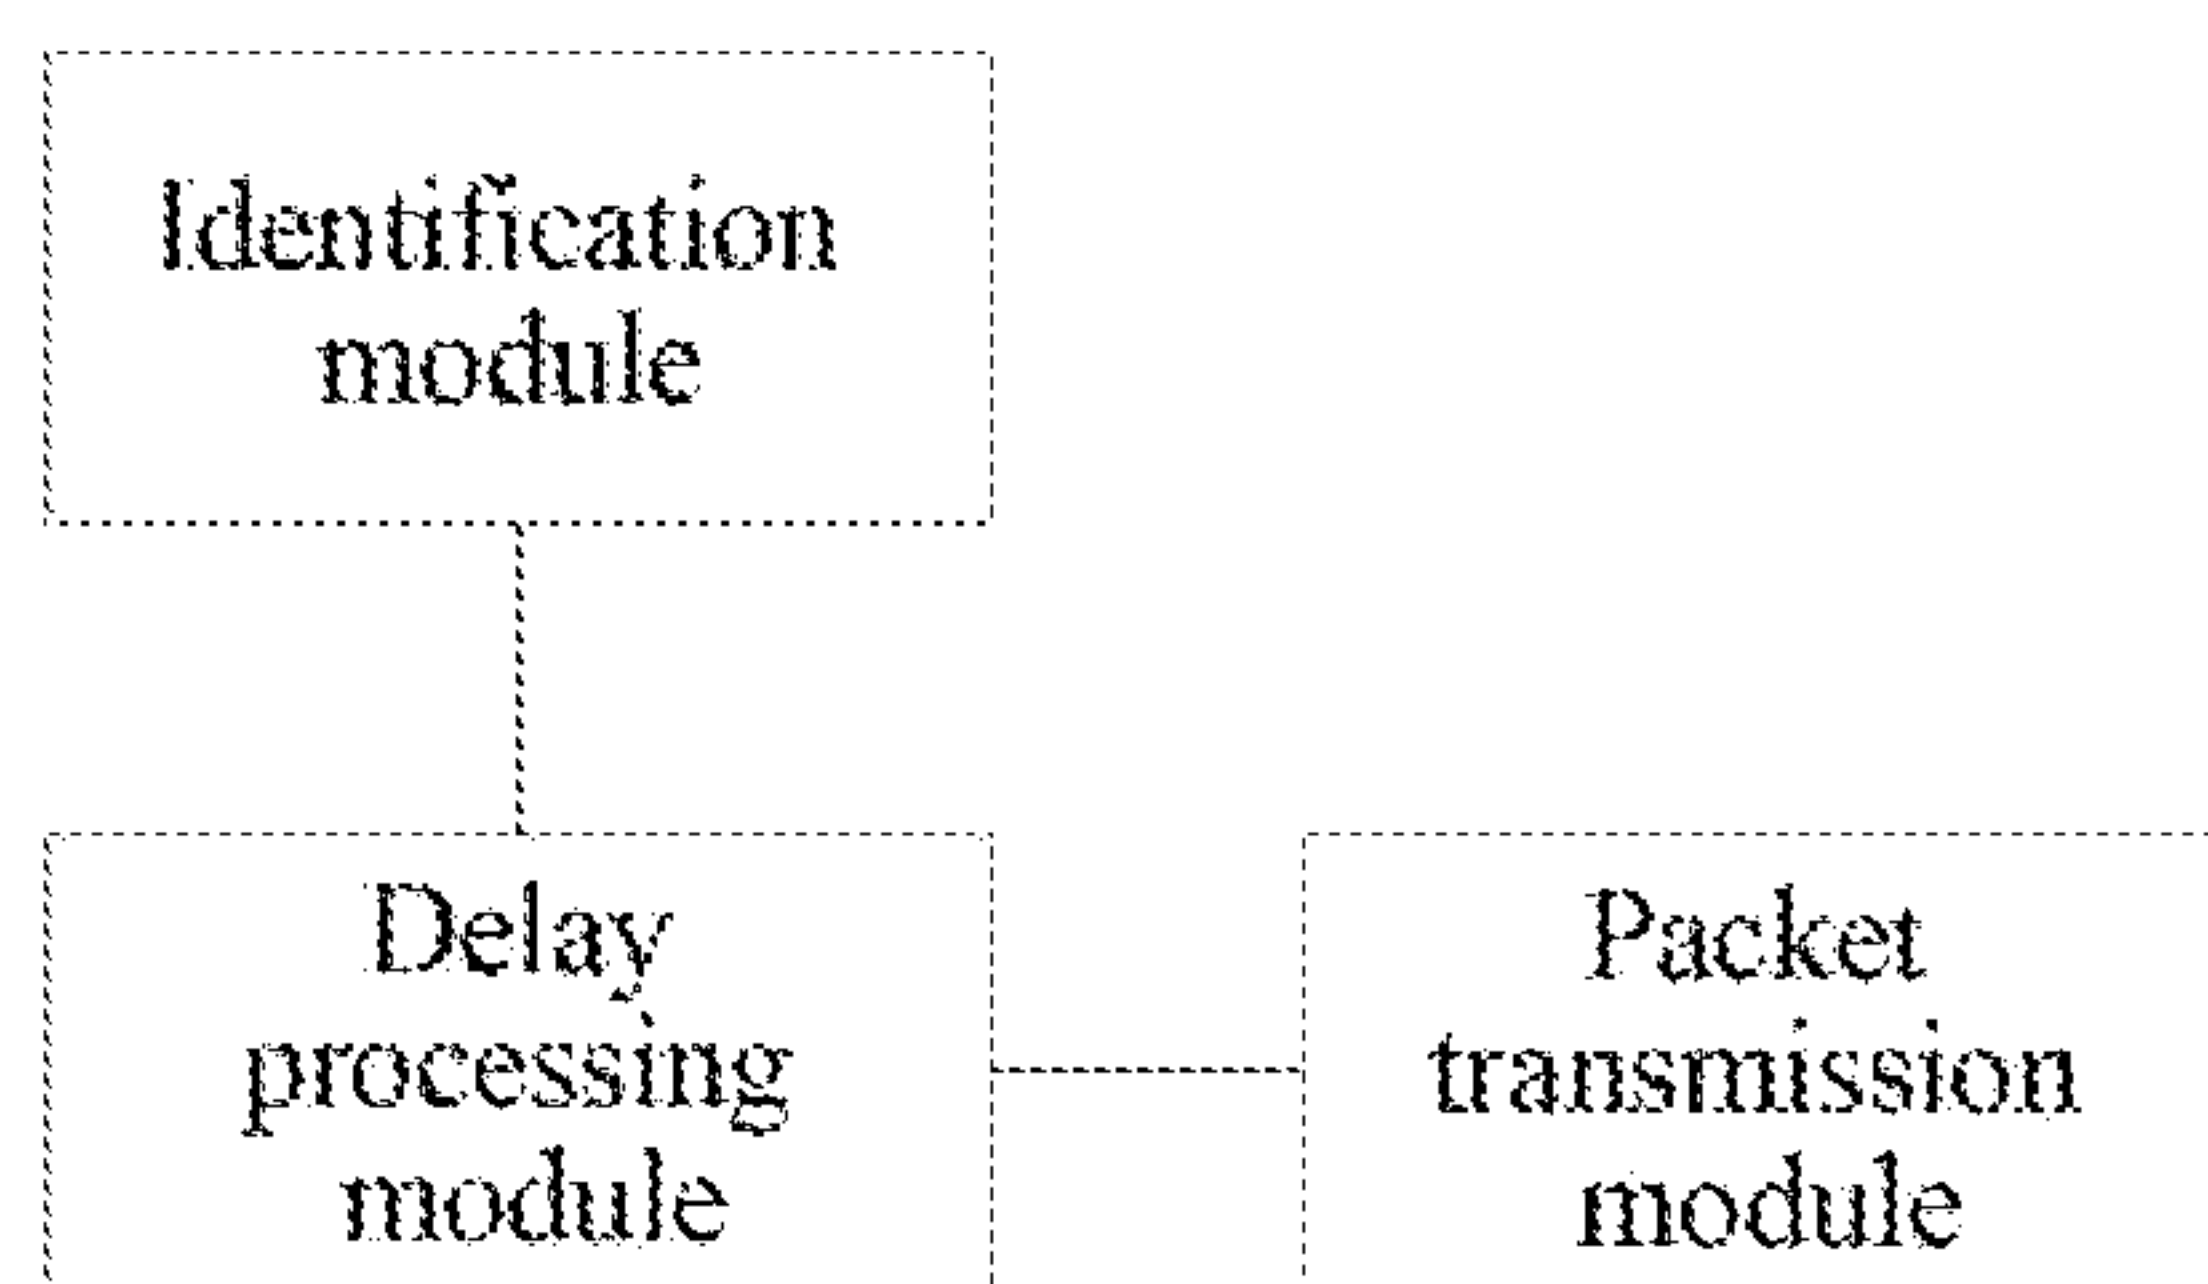 Identification
module
Delay
processing
module
Packet
transmission
module